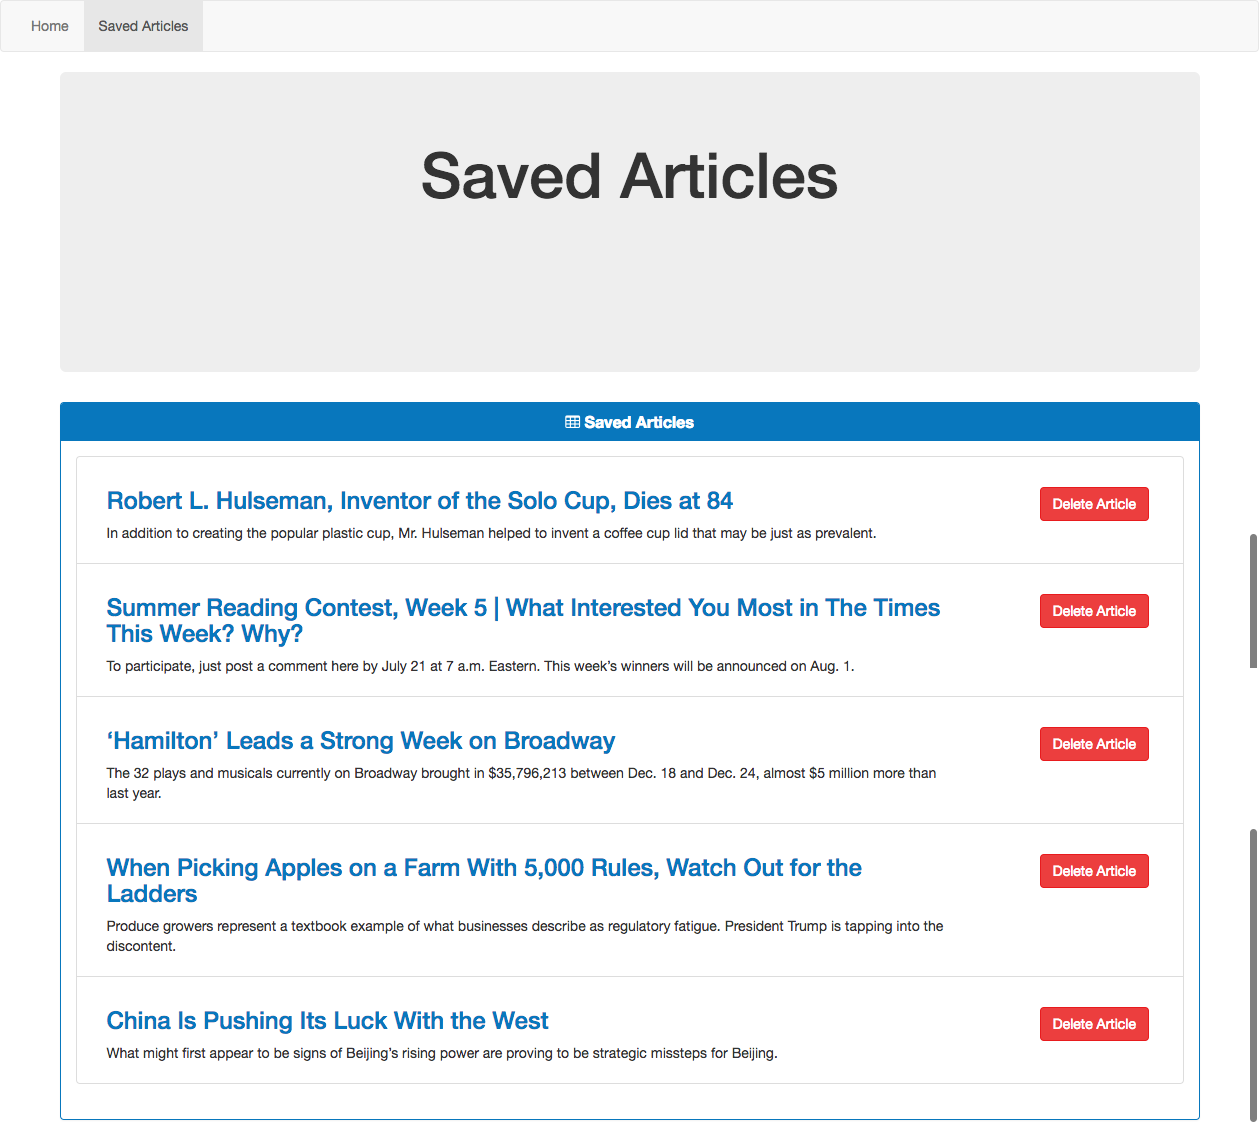 Home Saved Articles
Saved Articles
Saved Articles
Robert L. Hulseman, Inventor of the Solo Cup, Dies at 84
Delete Article
In addition to creating the popular plastic cup, Mr. Hulseman helped to invent a coffee cup lid that may be just as prevalent.
Summer Reading Contest, Week 5 | What Interested You Most in The Times
This Week? Why?
Delete Article
To participate, just post a comment here by July 21 at 7 a.m. Eastern. This week’s winners will be announced on Aug. 1.
‘Hamilton’ Leads a Strong Week on Broadway
Delete Article
The 32 plays and musicals currently on Broadway brought in $35,796,213 between Dec. 18 and Dec. 24, almost $5 million more than
last year.
When Picking Apples on a Farm With 5,000 Rules, Watch Out for the
Ladders
Delete Article
Produce growers represent a textbook example of what businesses describe as regulatory fatigue. President Trump is tapping into the
discontent.
China Is Pushing Its Luck With the West
Delete Article
What might first appear to be signs of Beijing’s rising power are proving to be strategic missteps for Beijing.